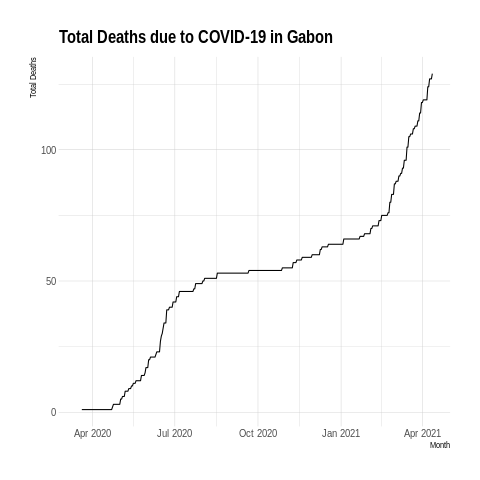 Total Deaths due to COVID-19 in Gabon
Total Deaths
100
50
0
Apr 2020 Jul 2020 Oct 2020 Jan 2021 Apr 2021
Month